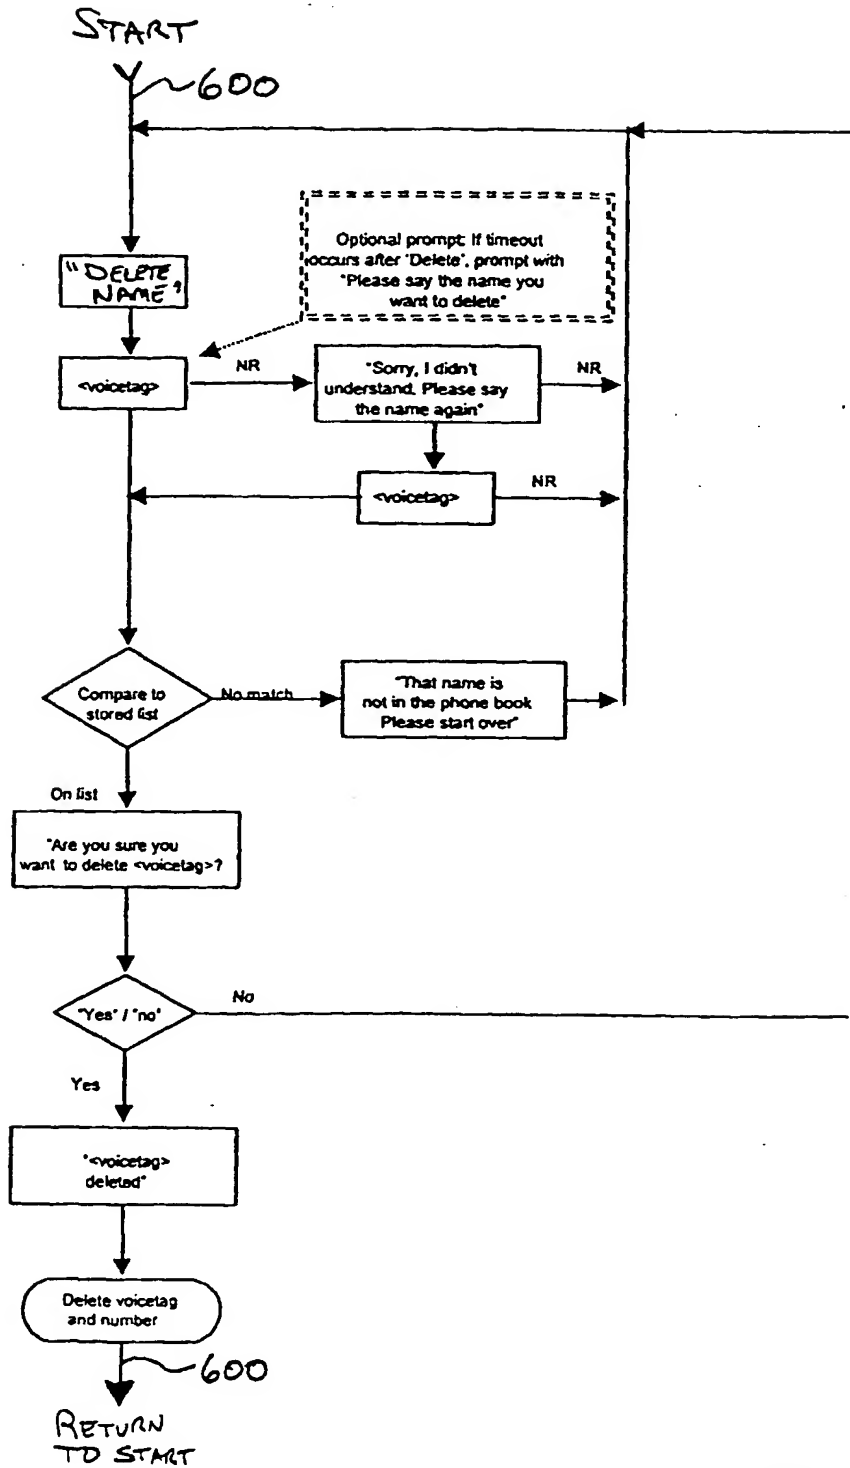 START
600
"DELETE
NAME"
Optional prompt: If timeout
occurs after "Delete", prompt with
"Please say the name you
want to delete"
<voicetag>
NR
"Sorry, I didn't
understand. Please say
the name again"
NR
<voicetag>
NR
Compare to
stored list
No match
"That name is
not in the phone book
Please start over"
On list
"Are you sure you
want to delete <voicetag>?
"Yes" / "no"
No
Yes
"<voicetag>
deleted"
Delete voicetag
and number
600
RETURN
TO START